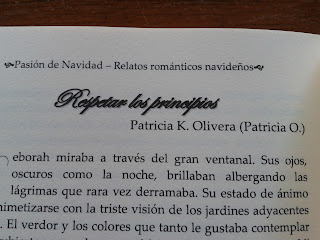 Pasión de Navidad – Relatos románticos navideños
Respetar los principios
Patricia K. Olivera (Patricia O.)
eborah miraba a través del gran ventanal. Sus ojos,
oscuros como la noche, brillaban albergando las
lágrimas que rara vez derramaba. Su estado de ánimo
mimetizarse con la triste visión de los jardines adyacentes
. El verdor y los colores que tanto le gustaba contemplar